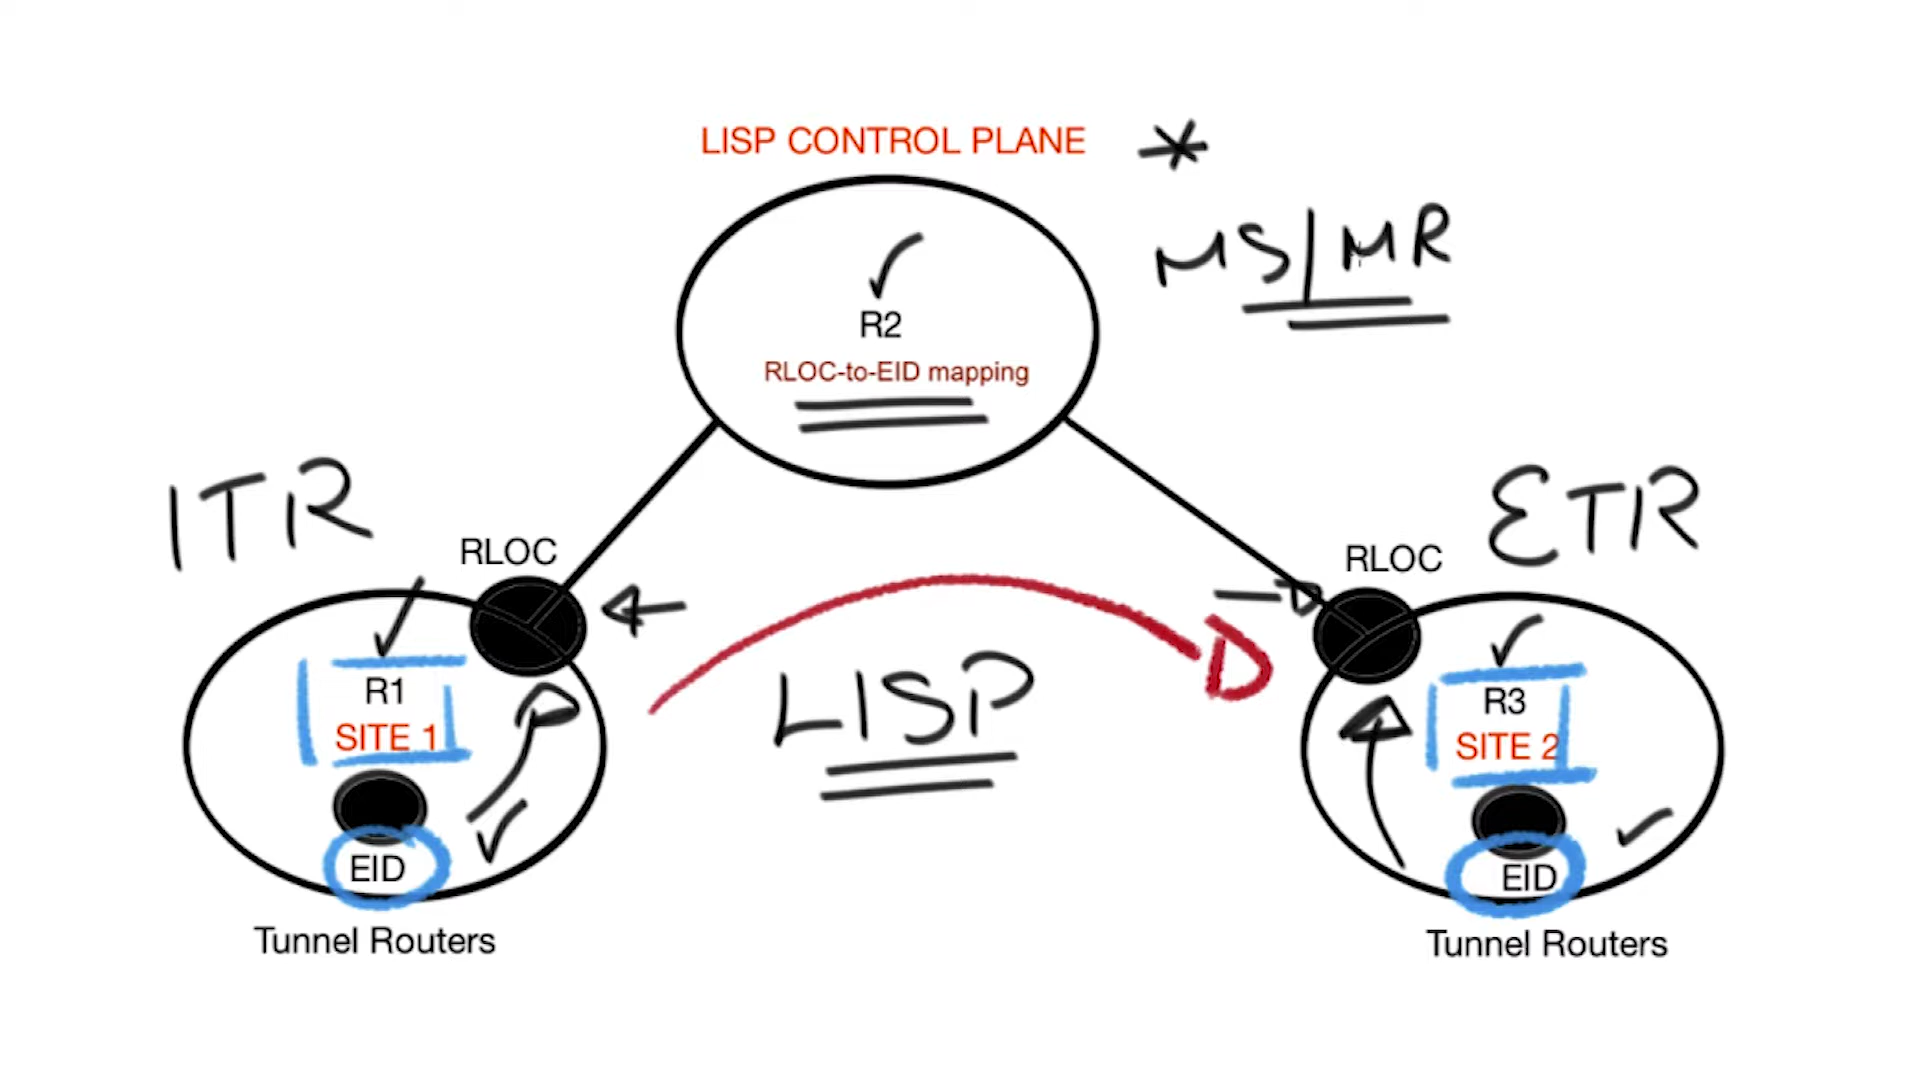 LISP CONTROL PLANE
MS/MR
R2
RLOC-to-EID mapping
ITR
ETR
RLOC
RLOC
LISP
R1
SITE 1
R3
SITE 2
EID
EID
Tunnel Routers
Tunnel Routers